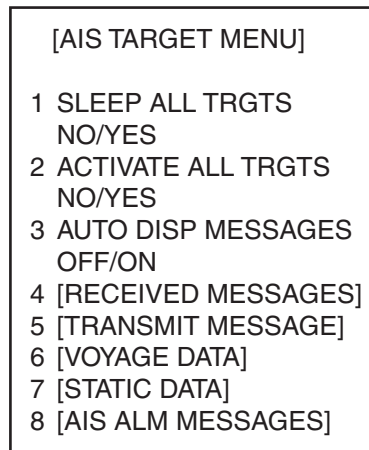 [AIS TARGET MENU]
1 SLEEP ALL TRGTS
NO/YES
2 ACTIVATE ALL TRGTS
NO/YES
3 AUTO DISP MESSAGES
OFF/ON
4 [RECEIVED MESSAGES]
5 [TRANSMIT MESSAGE]
6 [VOYAGE DATA]
7 [STATIC DATA]
8 [AIS ALM MESSAGES]